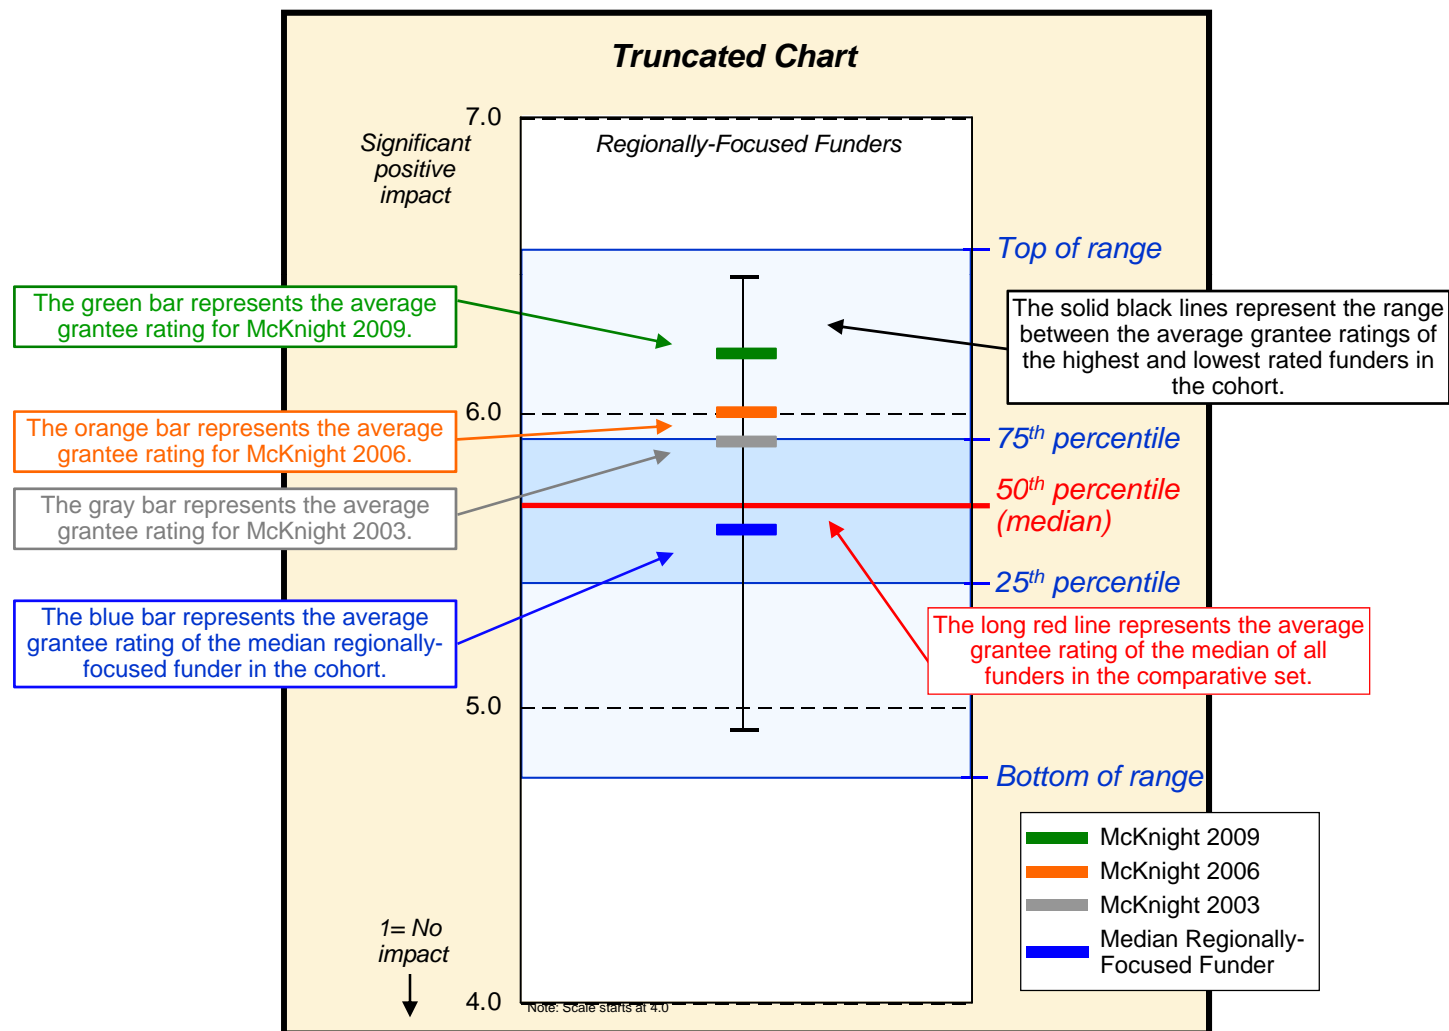 Truncated Chart
7.0
Significant
positive
impact
Regionally-Focused Funders
Top of range
The green bar represents the average
grantee rating for McKnight 2009.
The solid black lines represent the range
between the average grantee ratings of
the highest and lowest rated funders in
the cohort.
6.0
The orange bar represents the average
grantee rating for McKnight 2006.
75th percentile
The gray bar represents the average
grantee rating for McKnight 2003.
50th percentile
(median)
25th percentile
The blue bar represents the average
grantee rating of the median regionally-
focused funder in the cohort.
The long red line represents the average
grantee rating of the median of all
funders in the comparative set.
5.0
Bottom of range
McKnight 2009
McKnight 2006
McKnight 2003
Median Regionally-
Focused Funder
1= No
impact
4.0
Note: Scale starts at 4.0